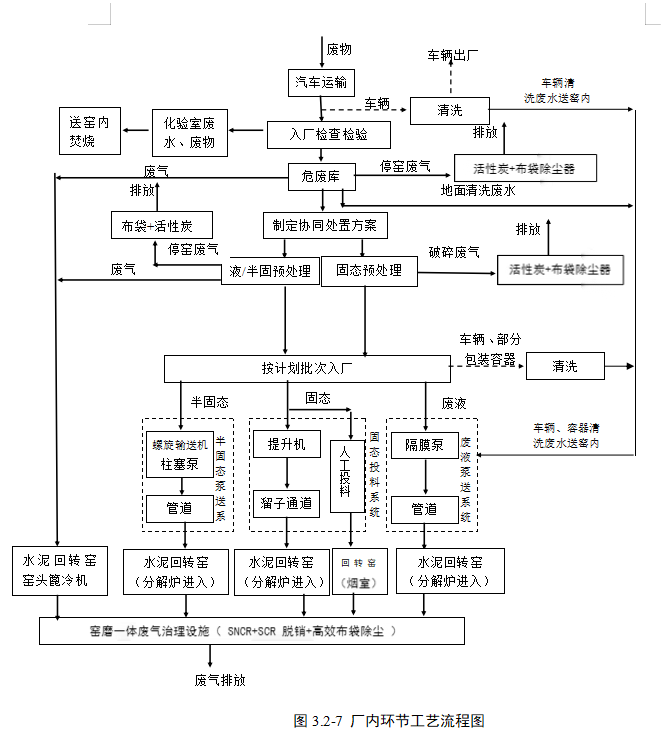 废物
车辆出厂
汽车运输
车辆
清洗
车辆清
洗废水送窑内
送窑内
焚烧
化验室废
水、废物
入厂检查检验
排放
废气
危废库
停窑废气
活性炭+布袋除尘器
排放
地面清洗废水
布袋+活性炭
制定协同处置方案
排放
停窑废气
破碎废气
废气
液/半固预处理
固态预处理
活性炭+布袋除尘器
车辆、部分
包装容器
按计划批次入厂
清洗
半固态
固态
废液
车辆、容器清
洗废水送窑内
螺旋输送机
柱塞泵
管道
半固态泵送系
提升机
溜子通道
人工投料
固态投料系统
隔膜泵
管道
废液泵送系统
水泥回转窑
窑头篦冷机
水泥回转窑
（分解炉进入）
水泥回转窑
（分解炉进入）
回转窑
（烟室）
水泥回转窑
（分解炉进入）
窑磨一体废气治理设施（ SNCR+SCR 脱销+高效布袋除尘 ）
废气排放
图 3.2-7 厂内环节工艺流程图